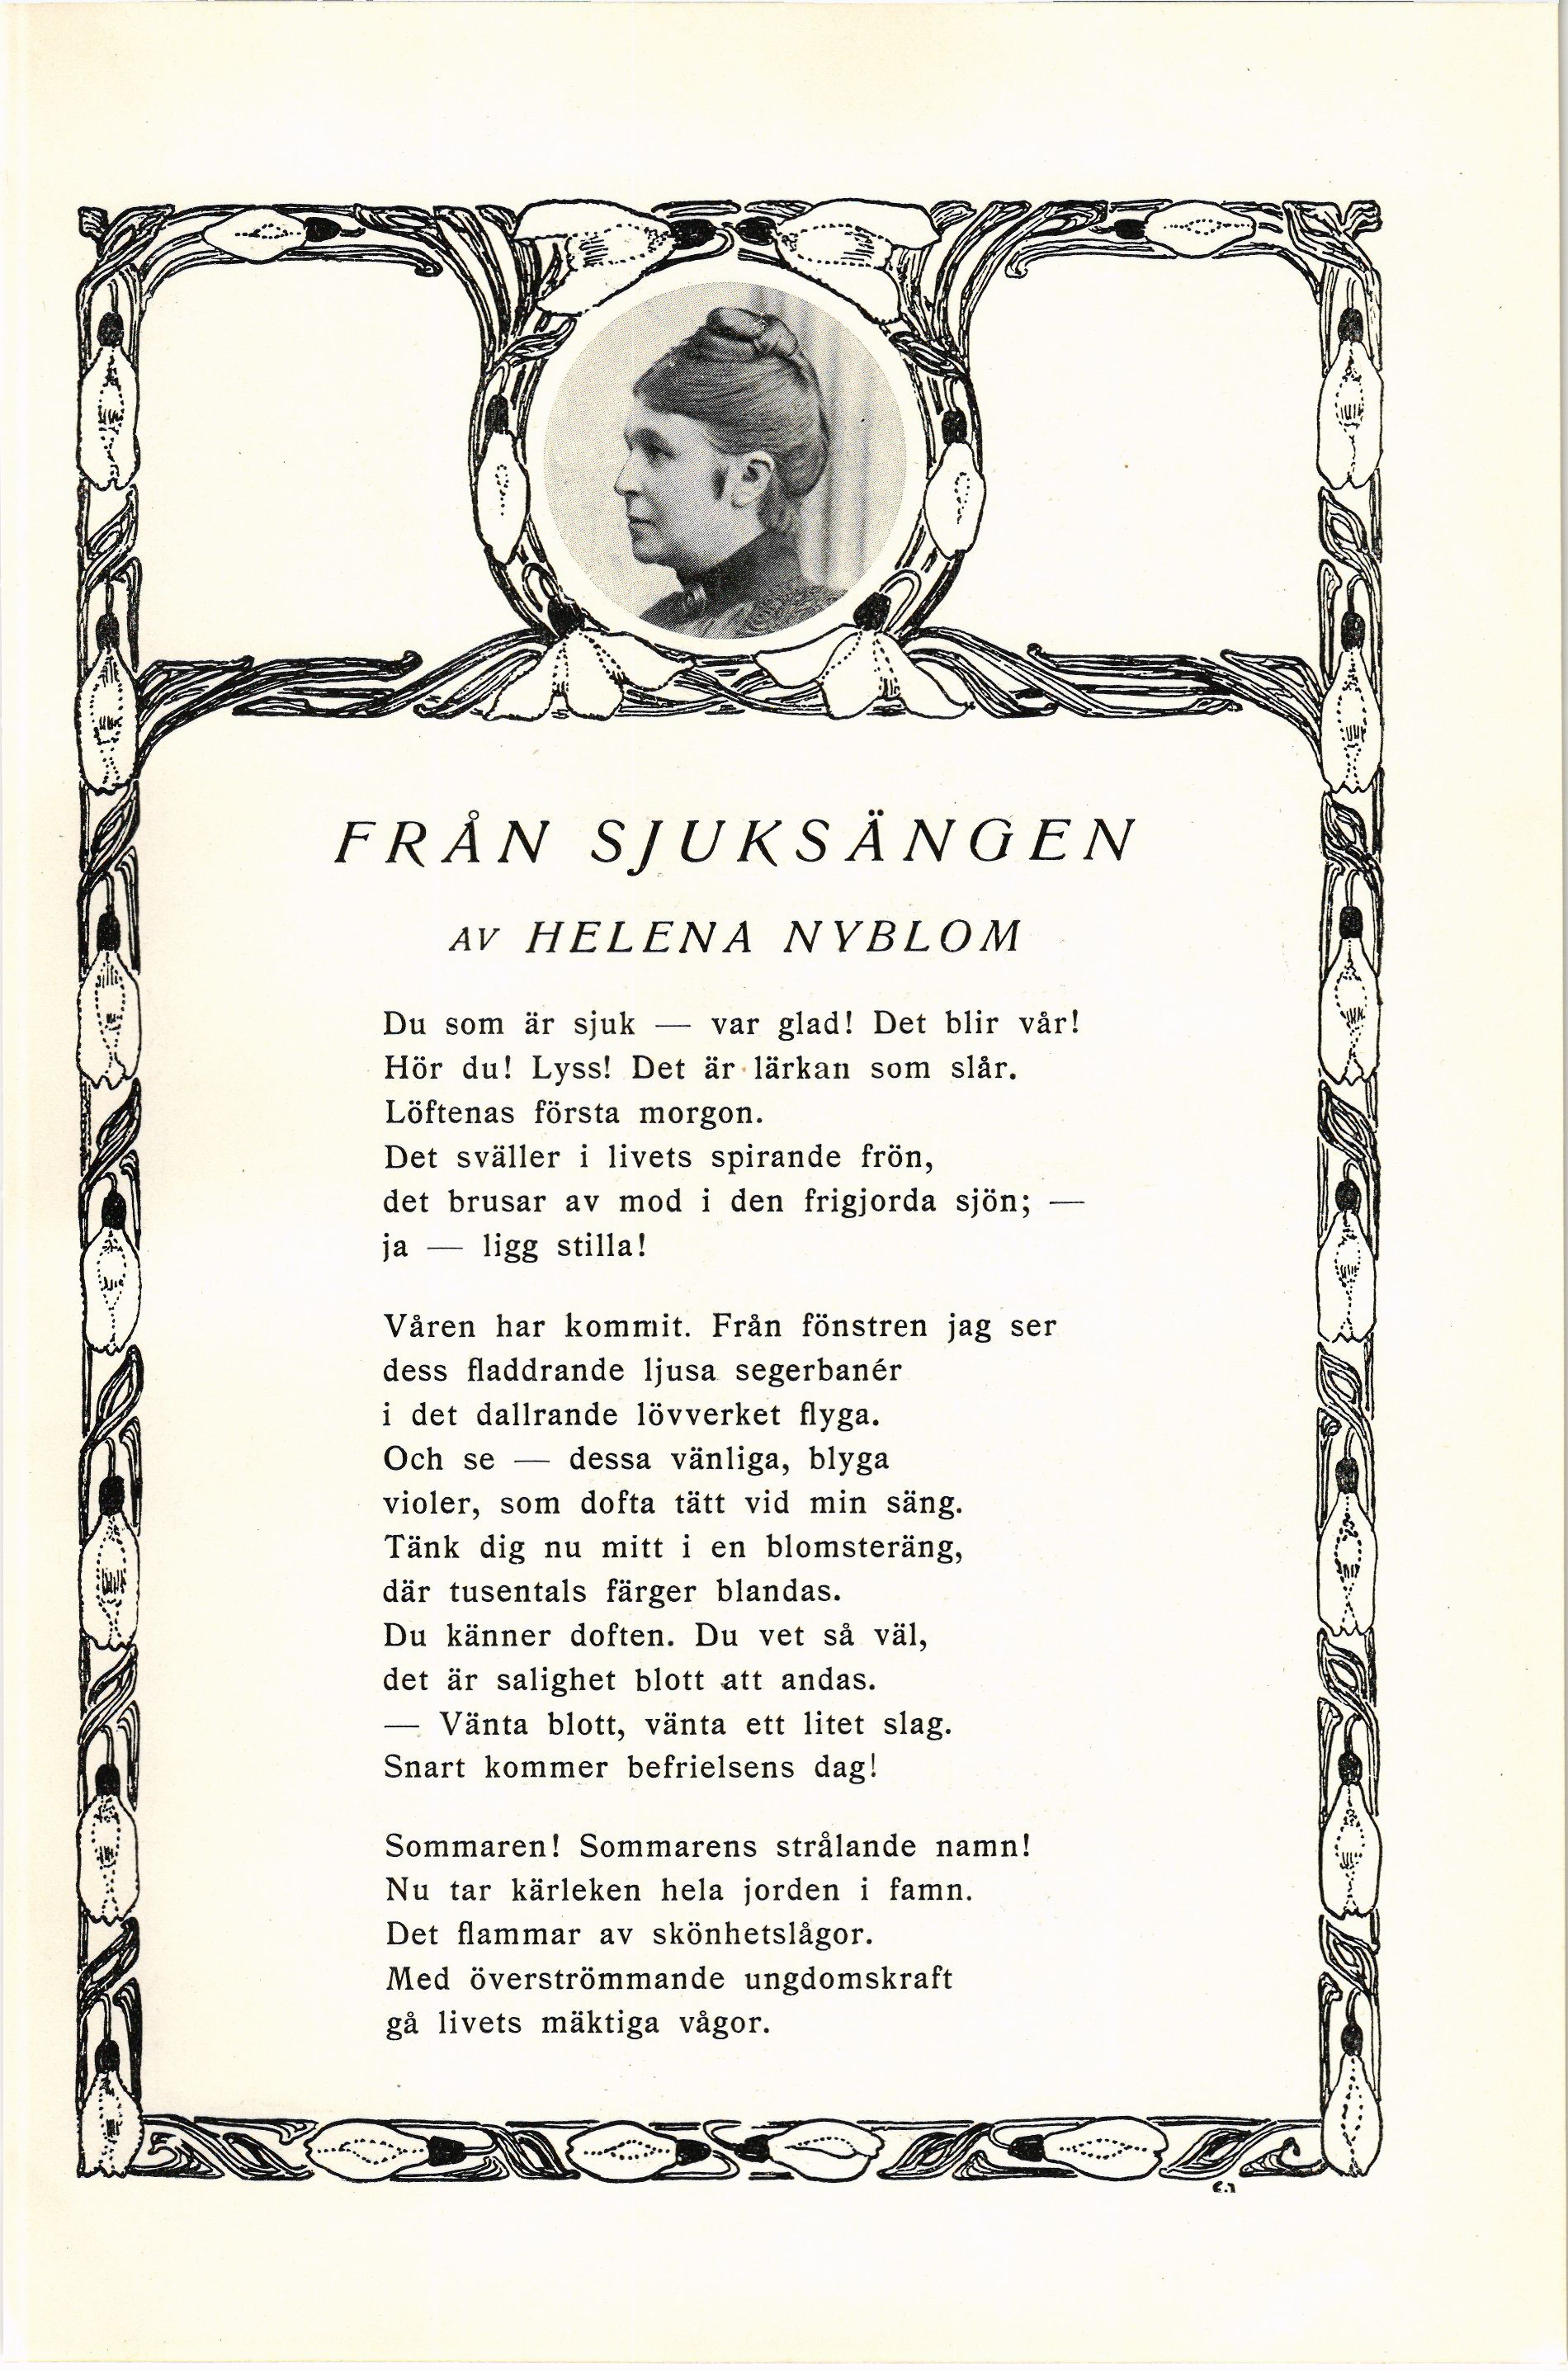 FRÅN SJUKSÄNGEN
AV HELENA NYBLOM
Du som är sjuk — var glad! Det blir vår!
Hör du! Lyss! Det är lärkan som slår.
Löftenas första morgon.
Det sväller i livets spirande frön,
det brusar av mod i den frigjorda sjön; —
ja — ligg stilla!
Våren har kommit. Från fönstren jag ser
dess fladdrande ljusa segerbanér
i det dallrande lövverket flyga.
Och se — dessa vänliga, blyga
violer, som dofta tätt vid min säng.
Tänk dig nu mitt i en blomsteräng,
där tusentals färger blandas.
Du känner doften. Du vet så väl,
det är salighet blott att andas.
— Vänta blott, vänta ett litet slag.
Snart kommer befrielsens dag!
Sommaren! Sommarens strålande namn!
Nu tar kärleken hela jorden i famn.
Det flammar av skönhetslågor.
Med överströmmande ungdomskraft
gå livets mäktiga vågor.